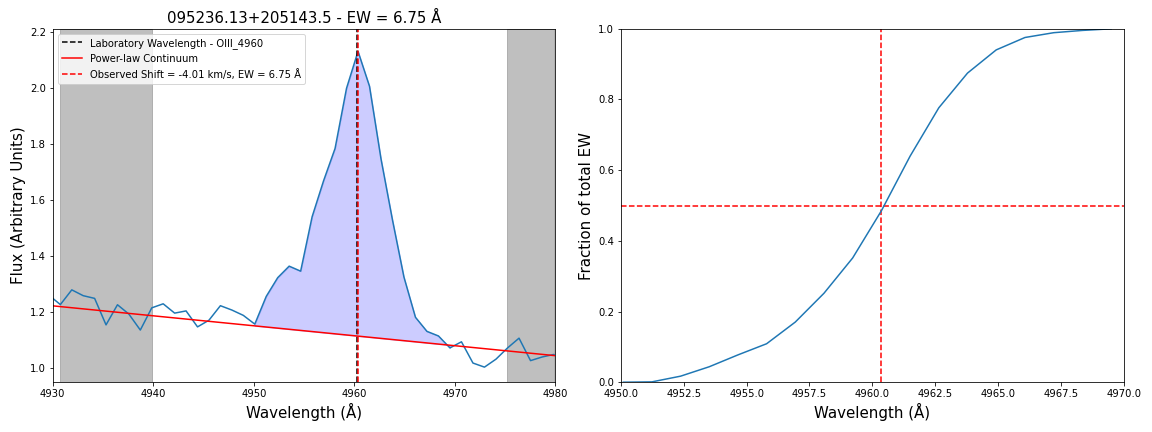 095236.13+205143.5 - EW = 6.75 Å
Flux (Arbitrary Units)
2.2
2.0
1.8
1.6
1.4
1.2
1.0
Laboratory Wavelength - OIII_4960
Power-law Continuum
Observed Shift = -4.01 km/s, EW = 6.75 Å
4930 4940 4950 4960 4970 4980
Wavelength (Å)
Fraction of total EW
1.0
0.8
0.6
0.4
0.2
0.0
4950.0 4952.5 4955.0 4957.5 4960.0 4962.5 4965.0 4967.5 4970.0
Wavelength (Å)